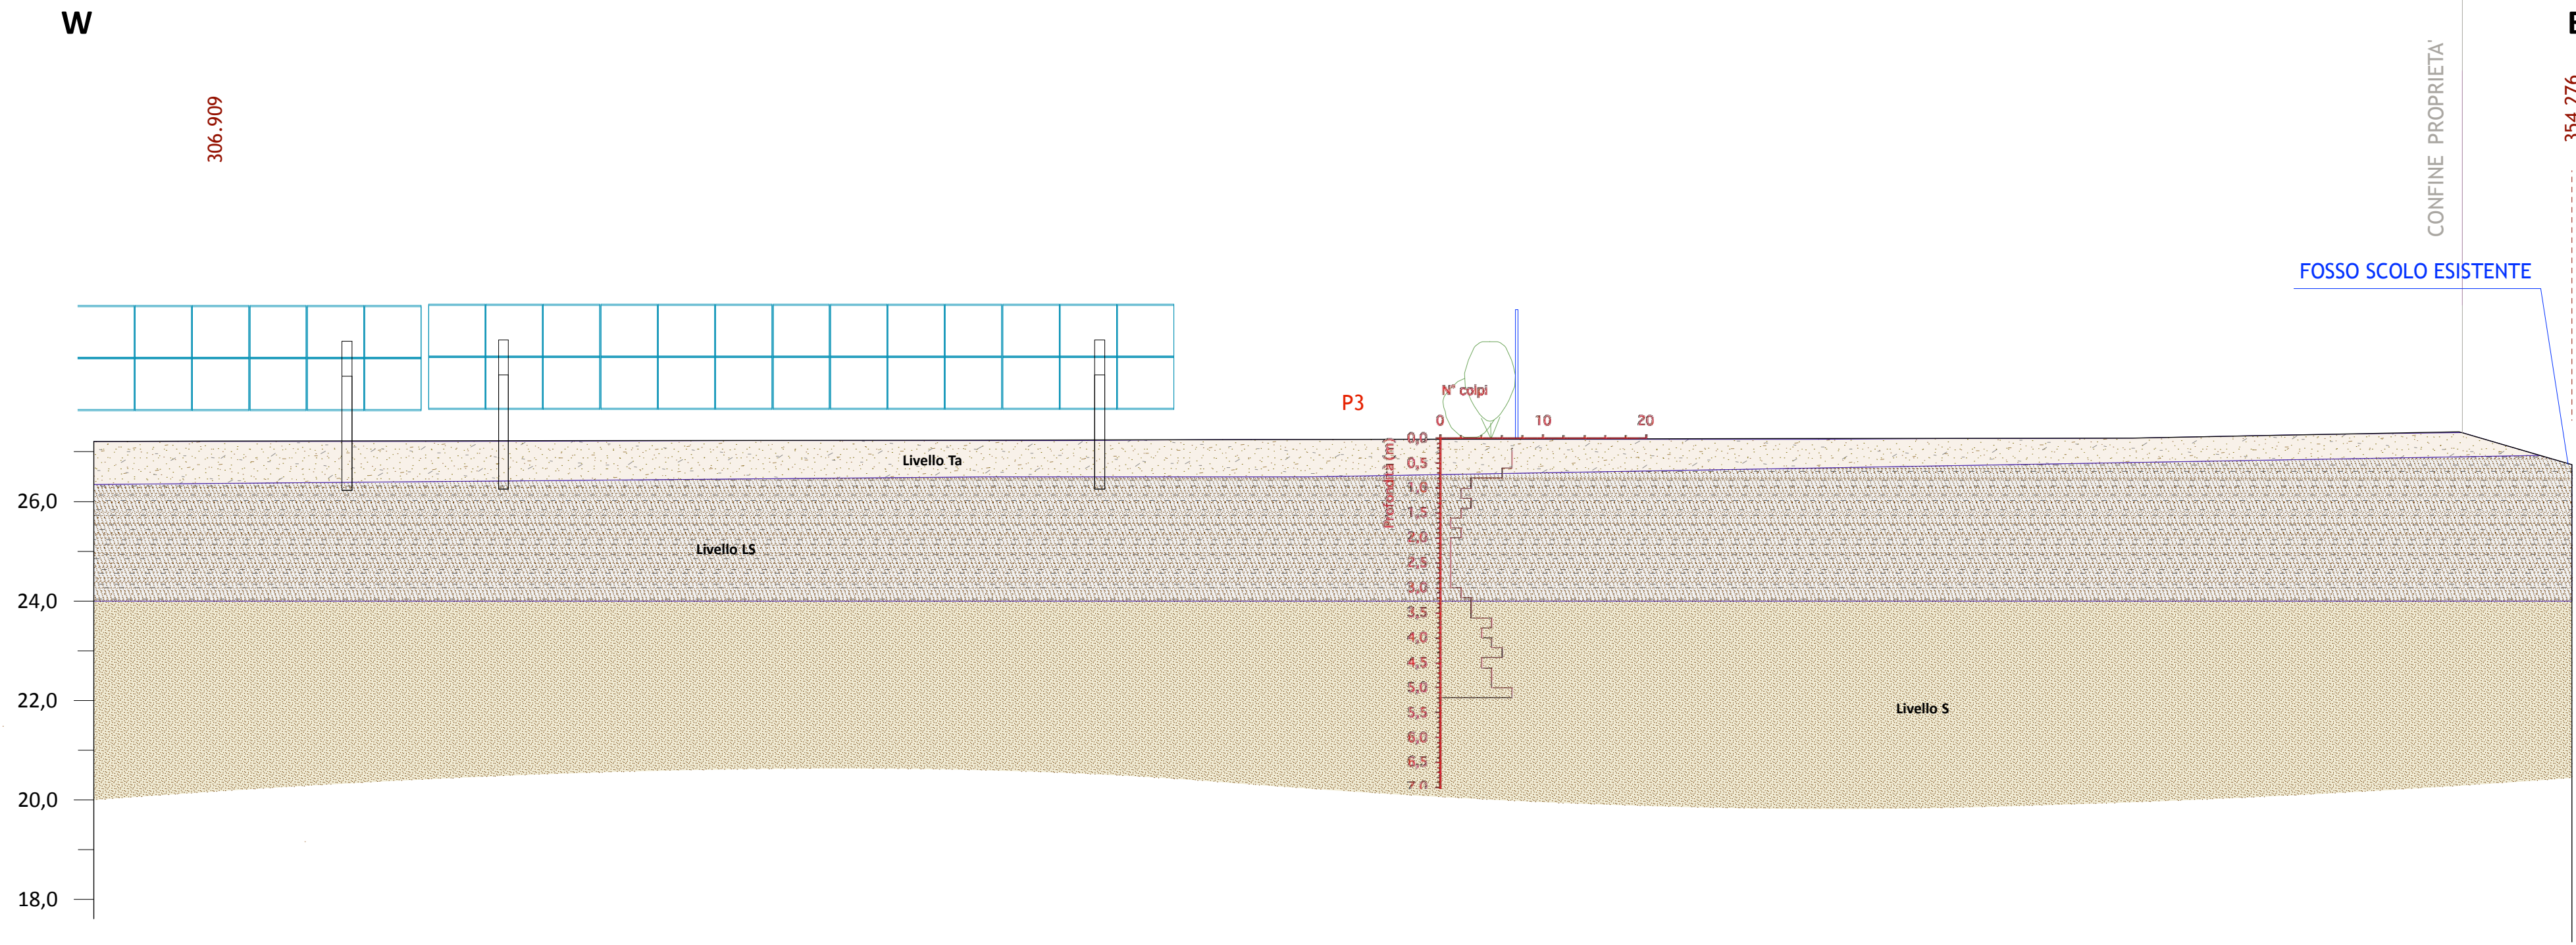 W
306.909
CONFINE PROPRIETA'
354.276
FOSSO SCOLO ESISTENTE
P3
N° colpi
0 10 20
Profondità (m)
0,0
0,5
1,0
1,5
2,0
2,5
3,0
3,5
4,0
4,5
5,0
5,5
6,0
6,5
7,0
Livello Ta
Livello LS
Livello S
26,0
24,0
22,0
20,0
18,0